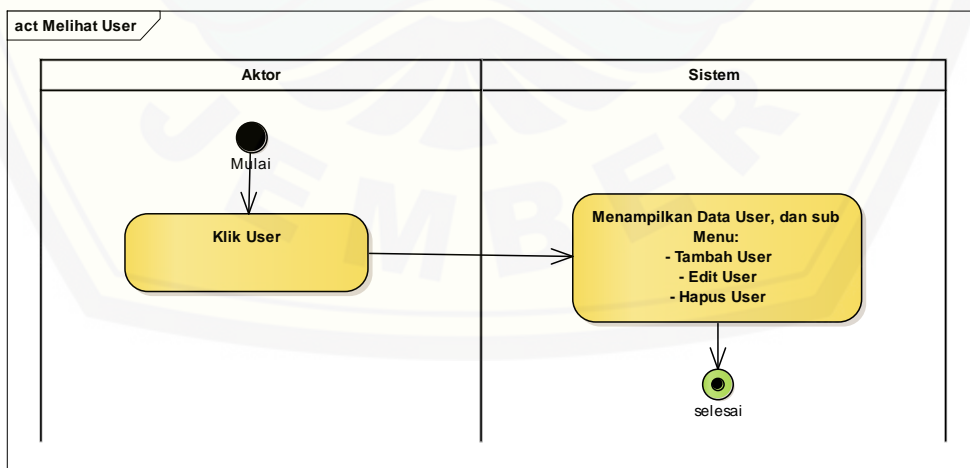 act Melihat User
Aktor
Sistem
JEMBER
Mulai
Klik User
Menampilkan Data User, dan sub
Menu:
- Tambah User
- Edit User
- Hapus User
selesai